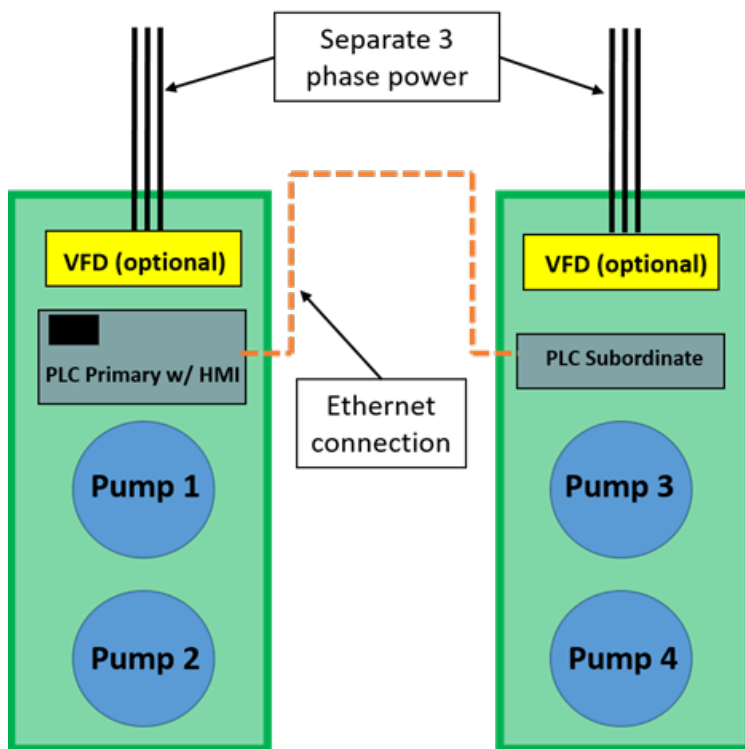 Separate 3
phase power
VFD (optional)
VFD (optional)
PLC Primary w/ HMI
PLC Subordinate
Ethernet
connection
Pump 1
Pump 3
Pump 2
Pump 4